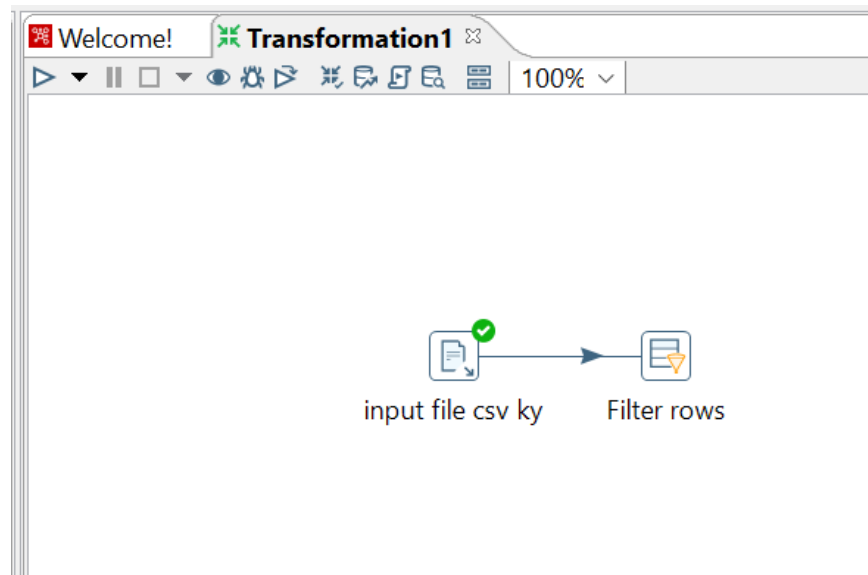 Welcome!
Transformation1
100%
input file csv ky
Filter rows